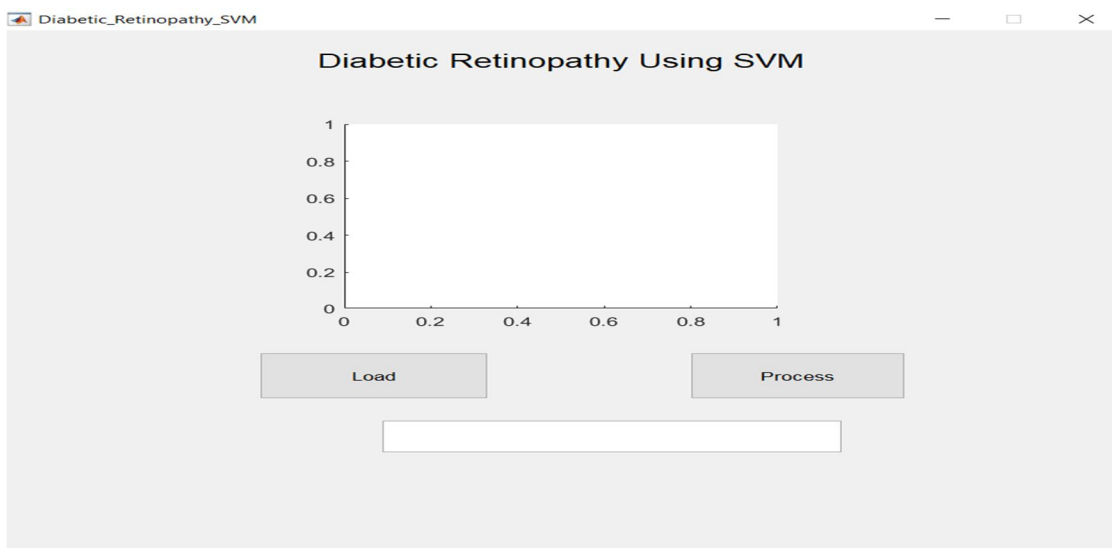 Diabetic_Retinopathy_SVM
Diabetic Retinopathy Using SVM
1
0.8
0.6
0.4
0.2
0
0 0.2 0.4 0.6 0.8 1
Load Process